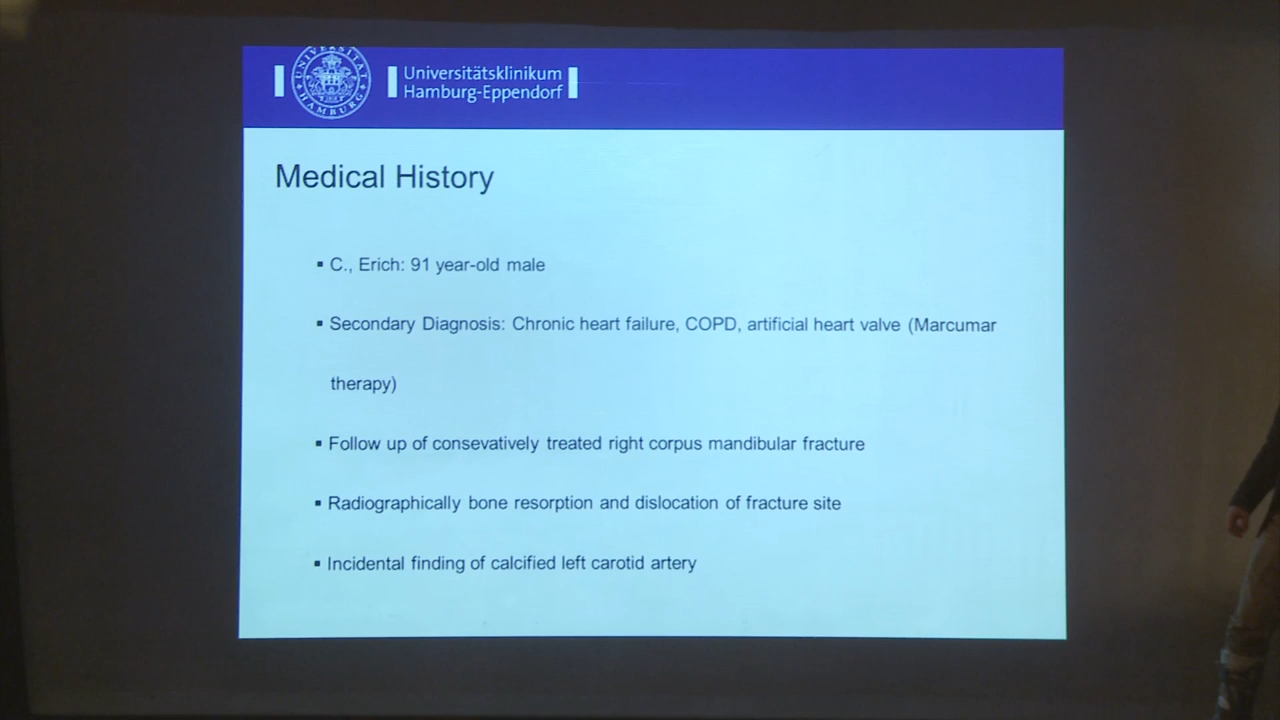 UNIVERSITÄT
HAMBURG
Universitätsklinikum
Hamburg-Eppendorf
Medical History
▪ C., Erich: 91 year-old male
▪ Secondary Diagnosis: Chronic heart failure, COPD, artificial heart valve (Marcumar
therapy)
▪ Follow up of consevatively treated right corpus mandibular fracture
▪ Radiographically bone resorption and dislocation of fracture site
▪ Incidental finding of calcified left carotid artery